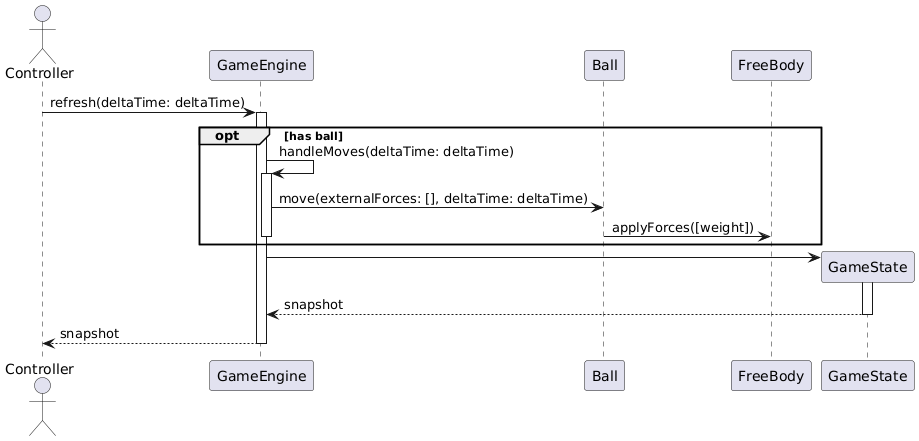 Controller
GameEngine
Ball
FreeBody
refresh(deltaTime: deltaTime)
opt
[has ball]
handleMoves(deltaTime: deltaTime)
move(externalForces: [], deltaTime: deltaTime)
applyForces([weight])
GameState
snapshot
snapshot
Controller
GameEngine
Ball
FreeBody
GameState